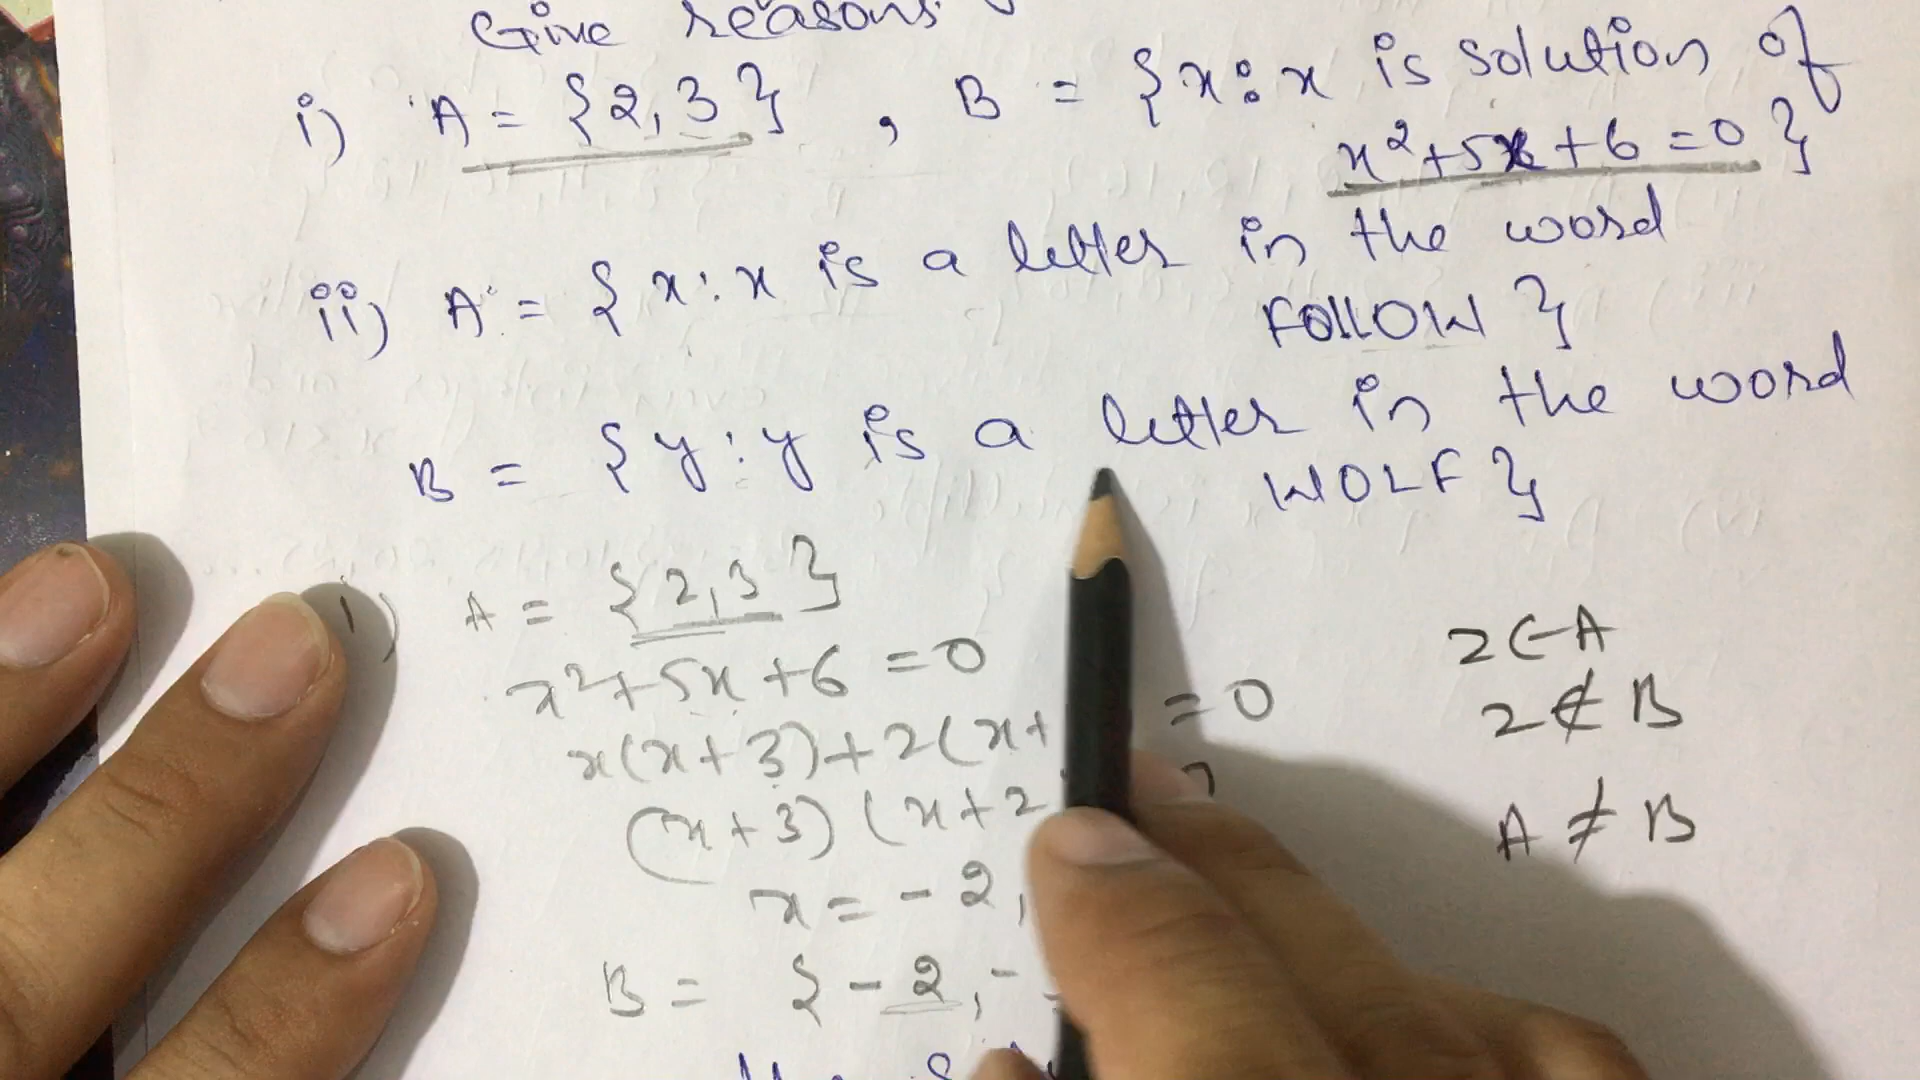 Give reasons
i) A = {2,3} , B = {x : x is solution of
x²+5x+6=0}
ii) A = {x : x is a letter in the word
FOLLOW}
B = {y : y is a letter in the word
WOLF}
i) A = {2,3}
x²+5x+6 =0
x(x+3)+2(x+ =0
(x+3)(x+2
x = -2,
B = {-2,-
2∈A
2∉B
A≠B